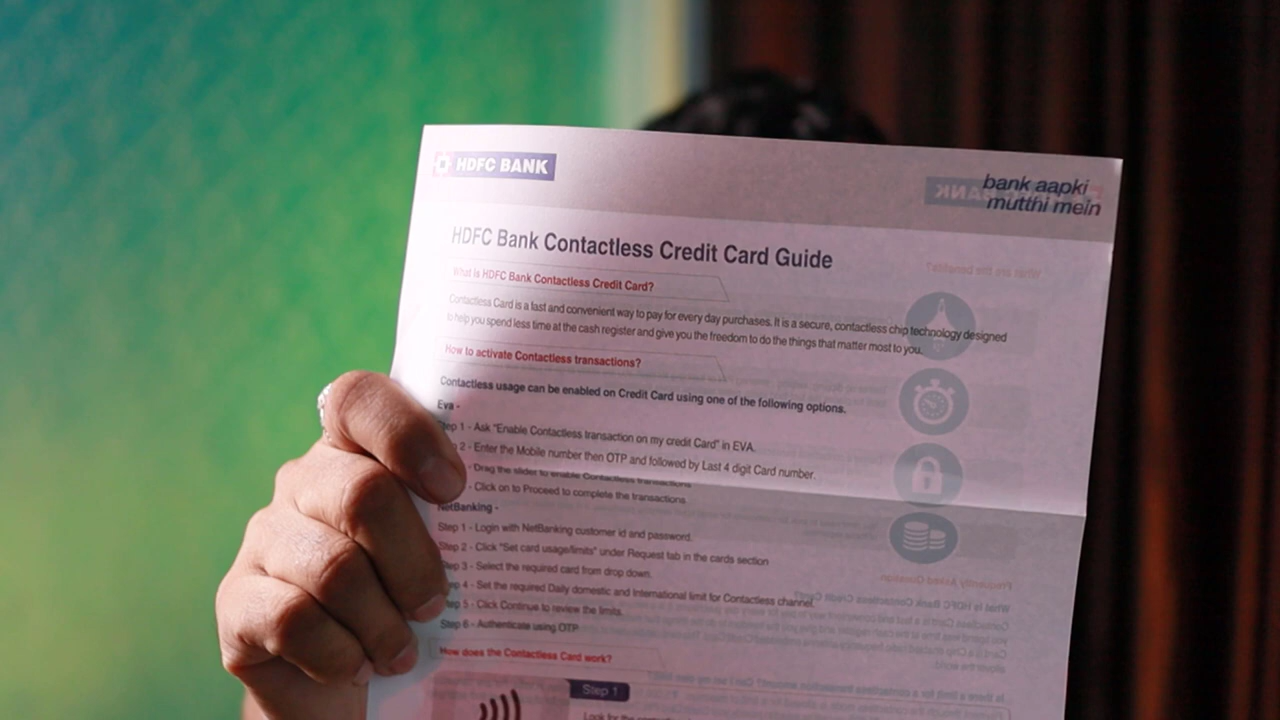 HDFC BANK
bank aapki
mutthi mein
HDFC Bank Contactless Credit Card Guide
What is HDFC Bank Contactless Credit Card?
Contactless Card is a fast and convenient way to pay for every day purchases. It is a secure, contactless chip technology designed
to help you spend less time at the cash register and give you the freedom to do the things that matter most to you.
How to activate Contactless transactions?
Contactless usage can be enabled on Credit Card using one of the following options.
Eva -
Step 1 - Ask "Enable Contactless transaction on my credit Card" in EVA.
2 - Enter the Mobile number then OTP and followed by Last 4 digit Card number.
- Drag the slider to enable Contactless transactions
- Click on to Proceed to complete the transactions
NetBanking -
Step 1 - Login with NetBanking customer id and password.
Step 2 - Click "Set card usage/limits" under Request tab in the cards section
Step 3 - Select the required card from drop down.
4 - Set the required Daily domestic and International limit for Contactless channel.
Step 5 - Click Continue to review the limits.
Step 6 - Authenticate using OTP
How does the Contactless Card work?
Step 1
Look for the